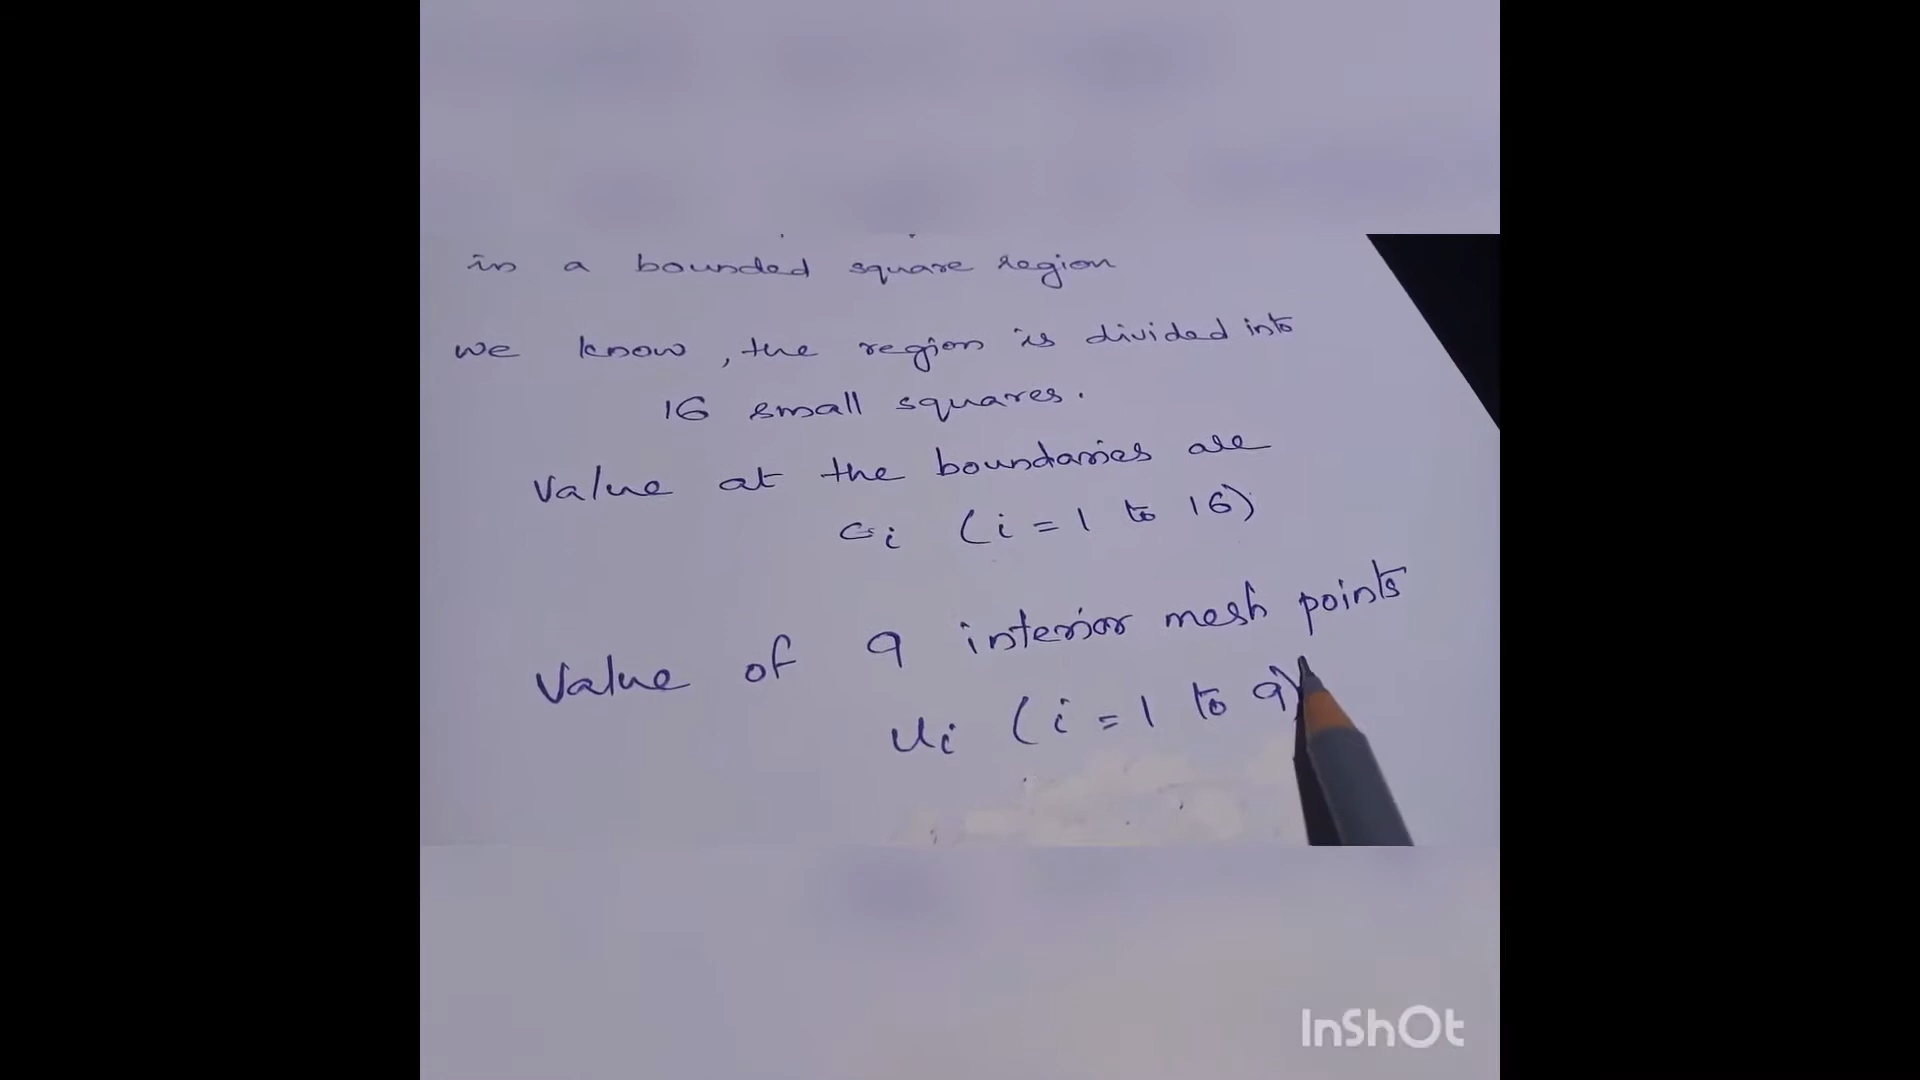 in a bounded square region
we know, the region is divided into
16 small squares.
Value at the boundaries are
ci (i = 1 to 16)
Value of 9 interior mesh points
ui (i = 1 to 9)
InShOt